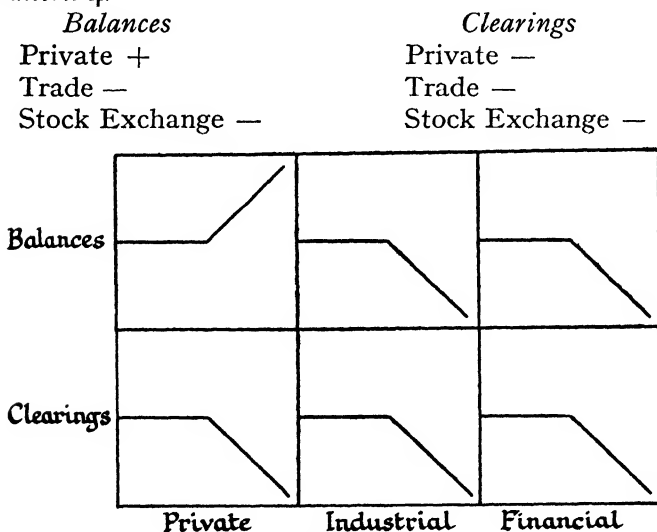 Balances Clearings
Private + Private —
Trade — Trade —
Stock Exchange — Stock Exchange —
Balances
Clearings
Private Industrial Financial